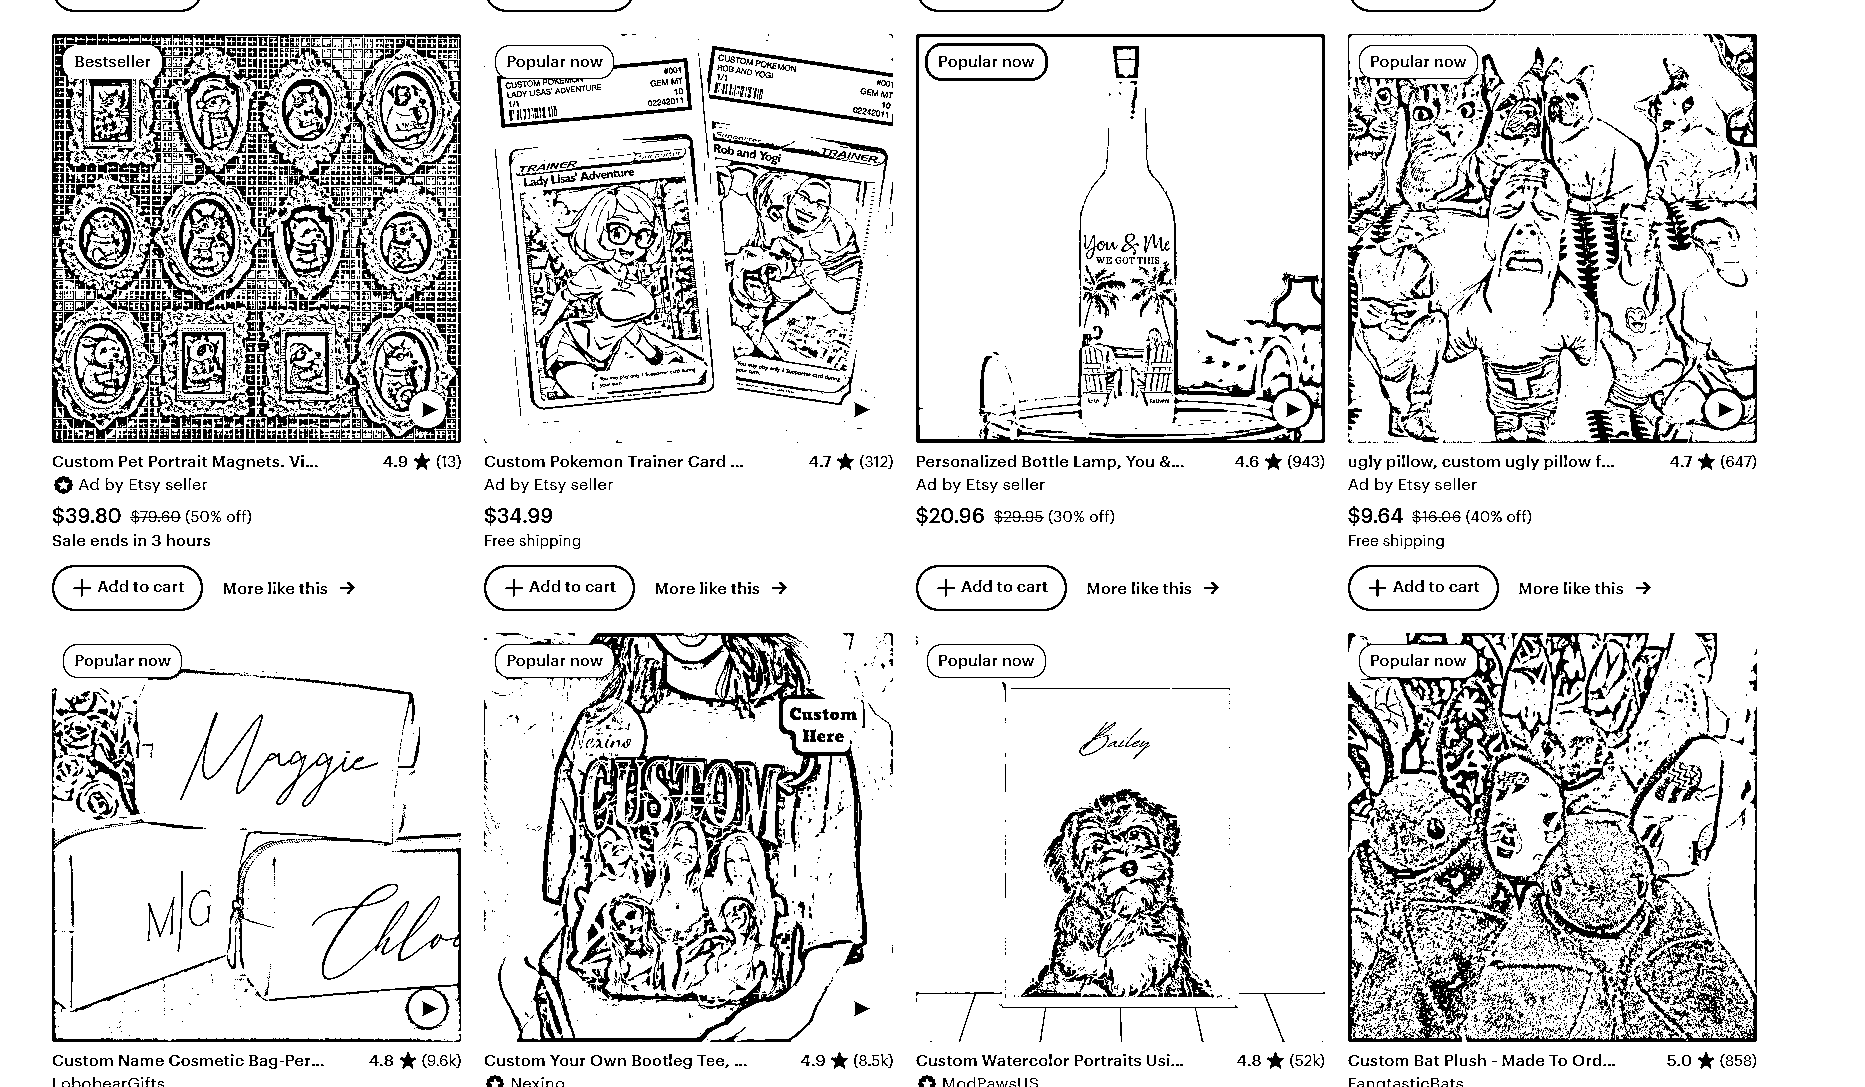 Bestseller
Popular now
CUSTOM POKEMON
LADY LISAS' ADVENTURE
1/1
#001
GEM MT
10
02242011
CUSTOM POKEMON
ROB AND YOGI
1/1
#001
GEM MT
10
02242011
TRAINER
Lady Lisas' Adventure
TRAINER
Rob and Yogi
Popular now
You & Me
WE GOT THIS
Popular now
Custom Pet Portrait Magnets. Vi...
4.9 ★ (13)
Ad by Etsy seller
$39.80 $79.60 (50% off)
Sale ends in 3 hours
+ Add to cart
More like this →
Custom Pokemon Trainer Card ...
4.7 ★ (312)
Ad by Etsy seller
$34.99
Free shipping
+ Add to cart
More like this →
Personalized Bottle Lamp, You &...
4.6 ★ (943)
Ad by Etsy seller
$20.96 $29.95 (30% off)
+ Add to cart
More like this →
ugly pillow, custom ugly pillow f...
4.7 ★ (647)
Ad by Etsy seller
$9.64 $16.06 (40% off)
Free shipping
+ Add to cart
More like this →
Popular now
Maggie
M|G
Chloe
Popular now
Custom
Here
CUSTOM
Popular now
Bailey
Popular now
Custom Name Cosmetic Bag-Per...
4.8 ★ (9.6k)
LobobearGifts
Custom Your Own Bootleg Tee, ...
4.9 ★ (8.5k)
Nexino
Custom Watercolor Portraits Usi...
4.8 ★ (52k)
ModPawsUS
Custom Bat Plush - Made To Ord...
5.0 ★ (858)
FangtasticBats